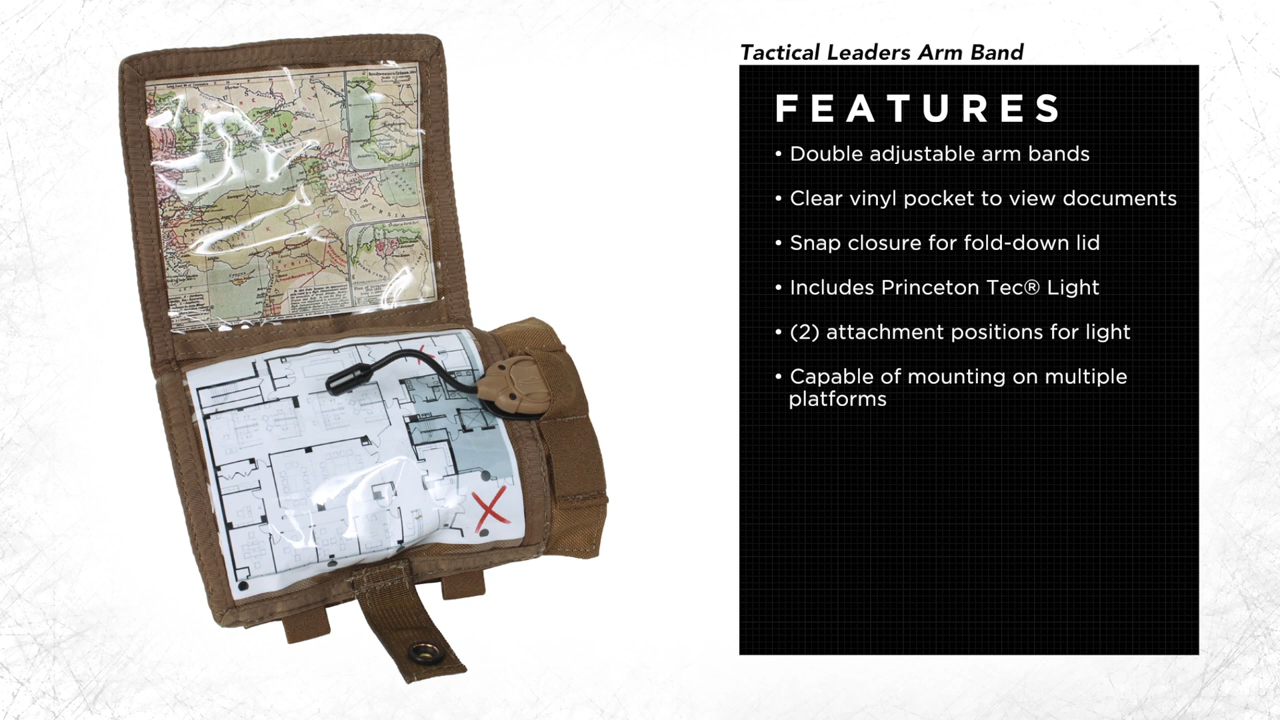 Tactical Leaders Arm Band
FEATURES
• Double adjustable arm bands
• Clear vinyl pocket to view documents
• Snap closure for fold-down lid
• Includes Princeton Tec® Light
• (2) attachment positions for light
• Capable of mounting on multiple
platforms